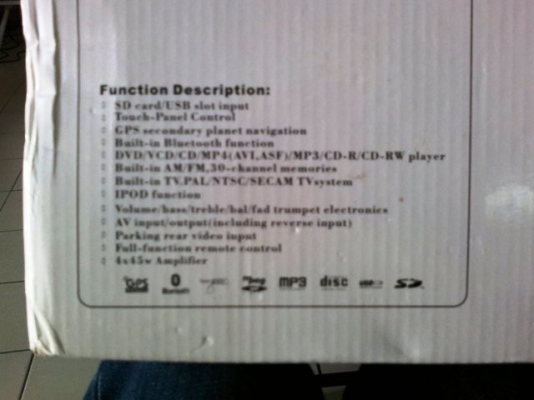 Function Description:
SD card/USB slot input
Touch-Panel Control
GPS secondary planet navigation
Built-in Bluetooth function
DVD/VCD/CD/MP4(AVI,ASF)/MP3/CD-R/CD-RW player
Built-in AM/FM,30-channel memories
Built-in TV,PAL/NTSC/SECAM TVsystem
IPOD function
Volume/bass/treble/bal/fad trumpet electronics
AV input/output(including reverse input)
Parking rear video input
Full-function remote control
4x45w Amplifier
GPS Bluetooth MP3 disc SD